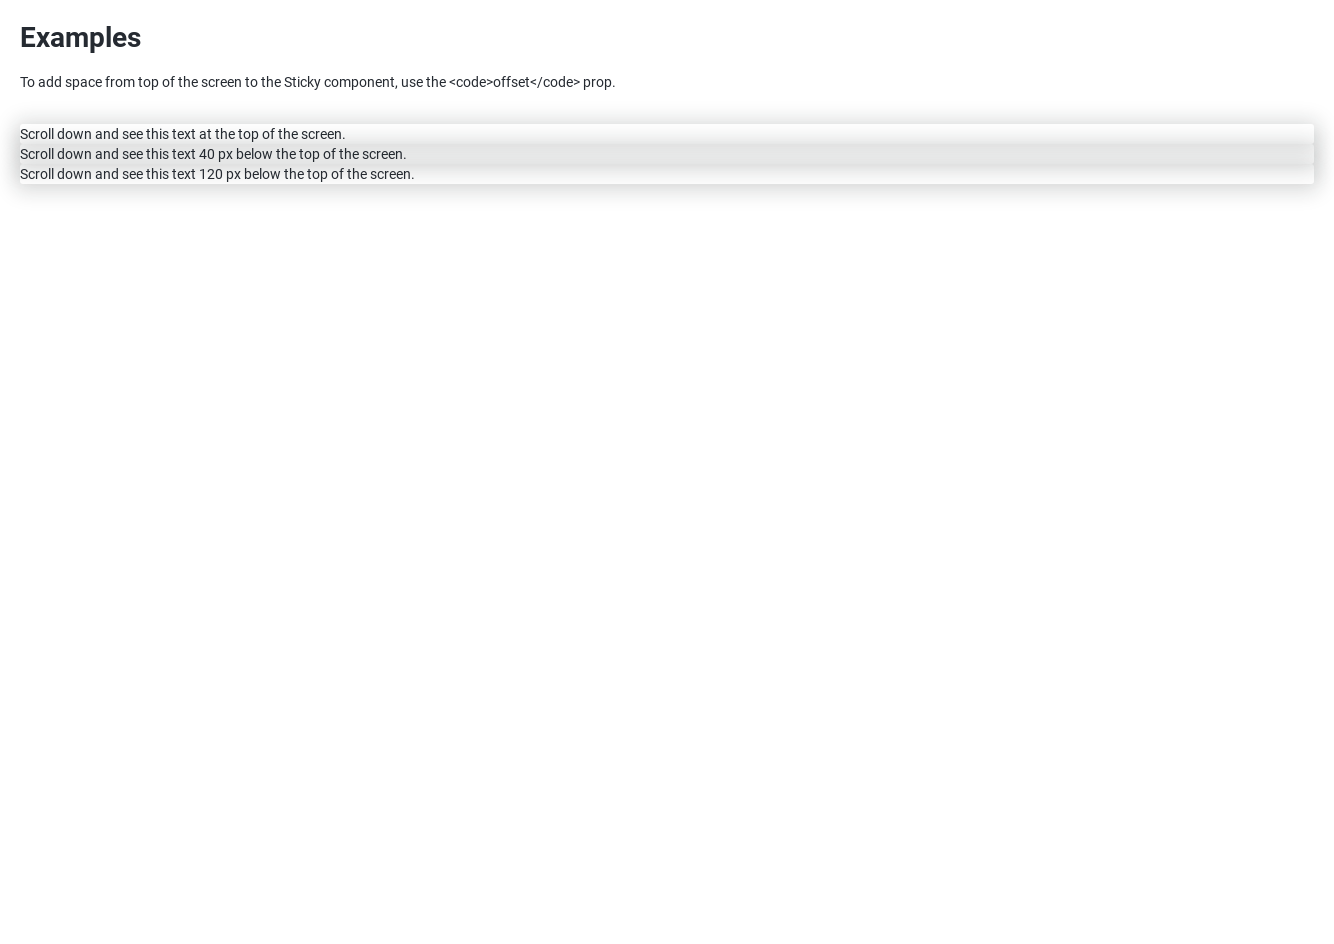 Examples
To add space from top of the screen to the Sticky component, use the <code>offset</code> prop.
Scroll down and see this text at the top of the screen.
Scroll down and see this text 40 px below the top of the screen.
Scroll down and see this text 120 px below the top of the screen.